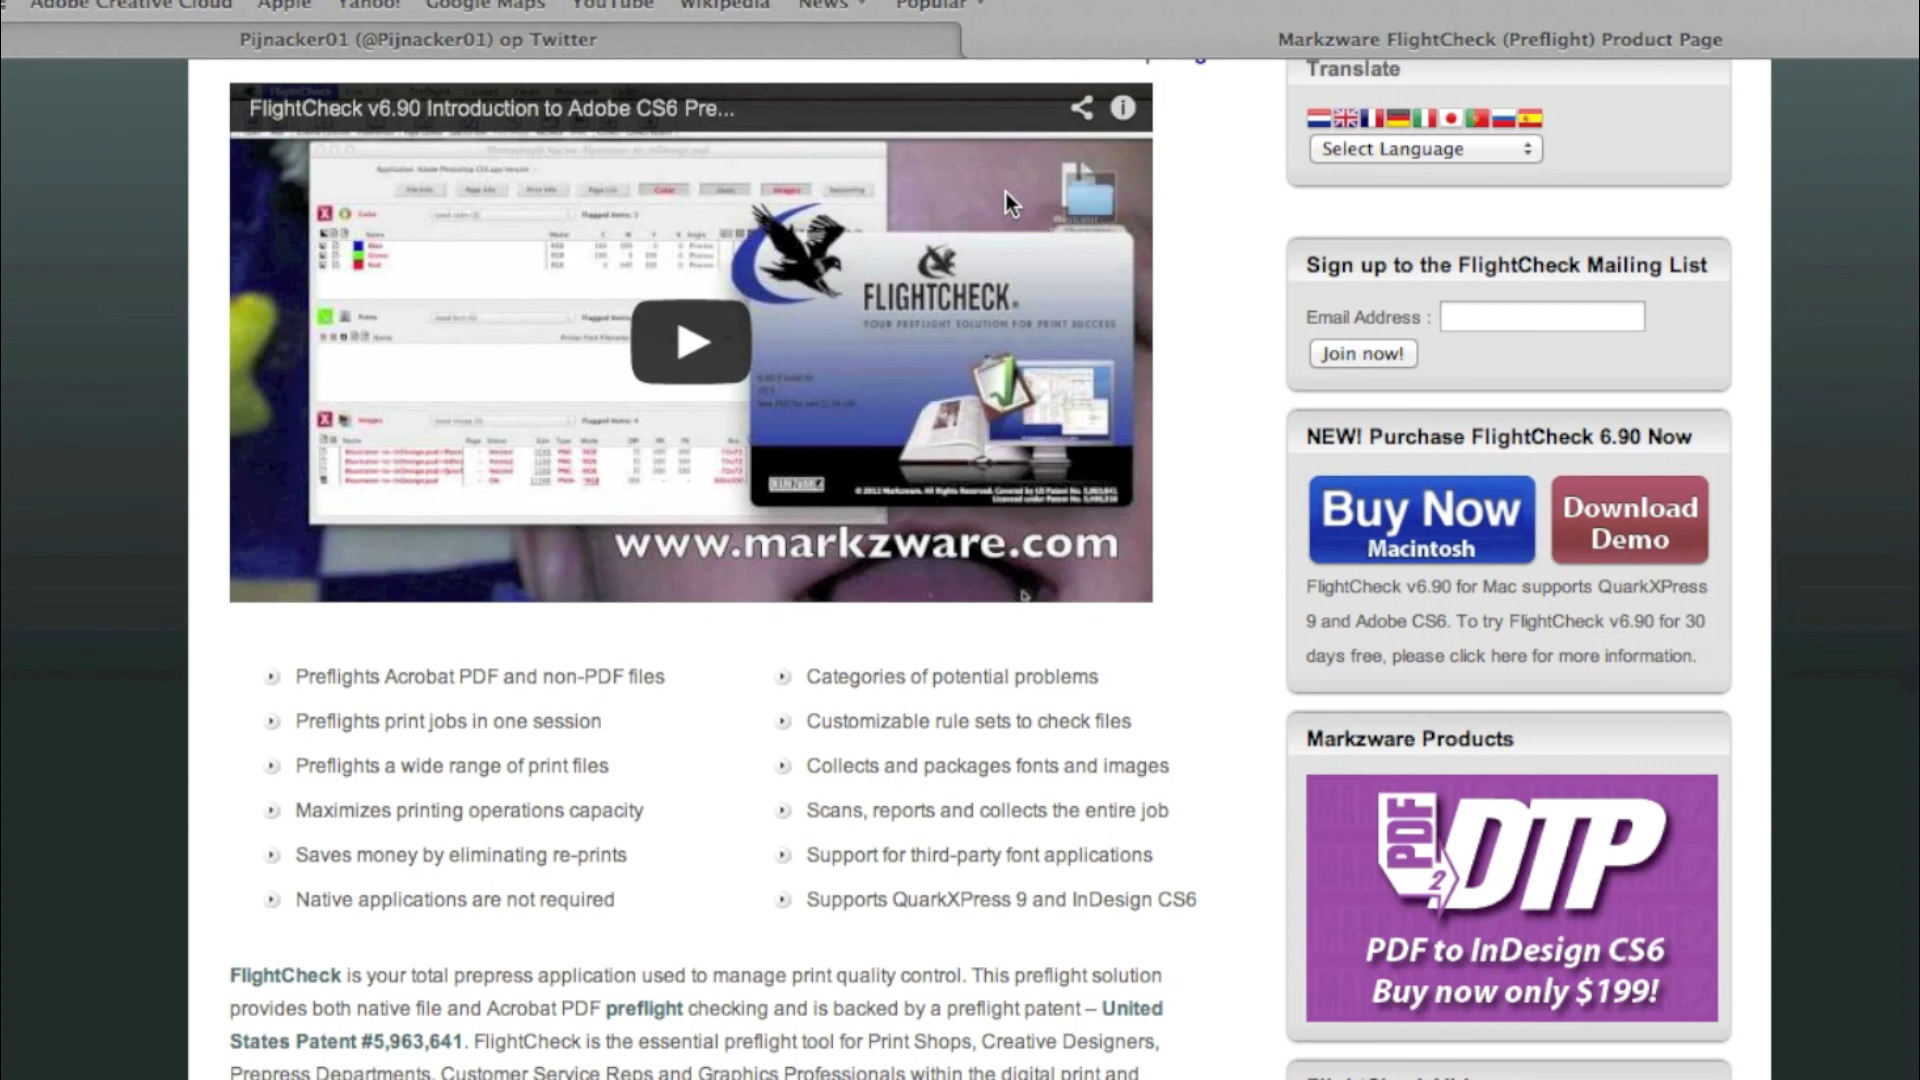 Adobe Creative Cloud Apple Yahoo! Google Maps YouTube Wikipedia News Popular
Pijnacker01 (@Pijnacker01) op Twitter
Markzware FlightCheck (Preflight) Product Page
FlightCheck v6.90 Introduction to Adobe CS6 Pre...
FLIGHTCHECK®
YOUR PREFLIGHT SOLUTION FOR PRINT SUCCESS
MARKZWARE
www.markzware.com
Preflights Acrobat PDF and non-PDF files
Preflights print jobs in one session
Preflights a wide range of print files
Maximizes printing operations capacity
Saves money by eliminating re-prints
Native applications are not required
Categories of potential problems
Customizable rule sets to check files
Collects and packages fonts and images
Scans, reports and collects the entire job
Support for third-party font applications
Supports QuarkXPress 9 and InDesign CS6
FlightCheck is your total prepress application used to manage print quality control. This preflight solution
provides both native file and Acrobat PDF preflight checking and is backed by a preflight patent – United
States Patent #5,963,641. FlightCheck is the essential preflight tool for Print Shops, Creative Designers,
Prepress Departments, Customer Service Reps and Graphics Professionals within the digital print and
Translate
Select Language
Sign up to the FlightCheck Mailing List
Email Address :
Join now!
NEW! Purchase FlightCheck 6.90 Now
Buy Now
Macintosh
Download
Demo
FlightCheck v6.90 for Mac supports QuarkXPress
9 and Adobe CS6. To try FlightCheck v6.90 for 30
days free, please click here for more information.
Markzware Products
PDF
2
DTP
PDF to InDesign CS6
Buy now only $199!